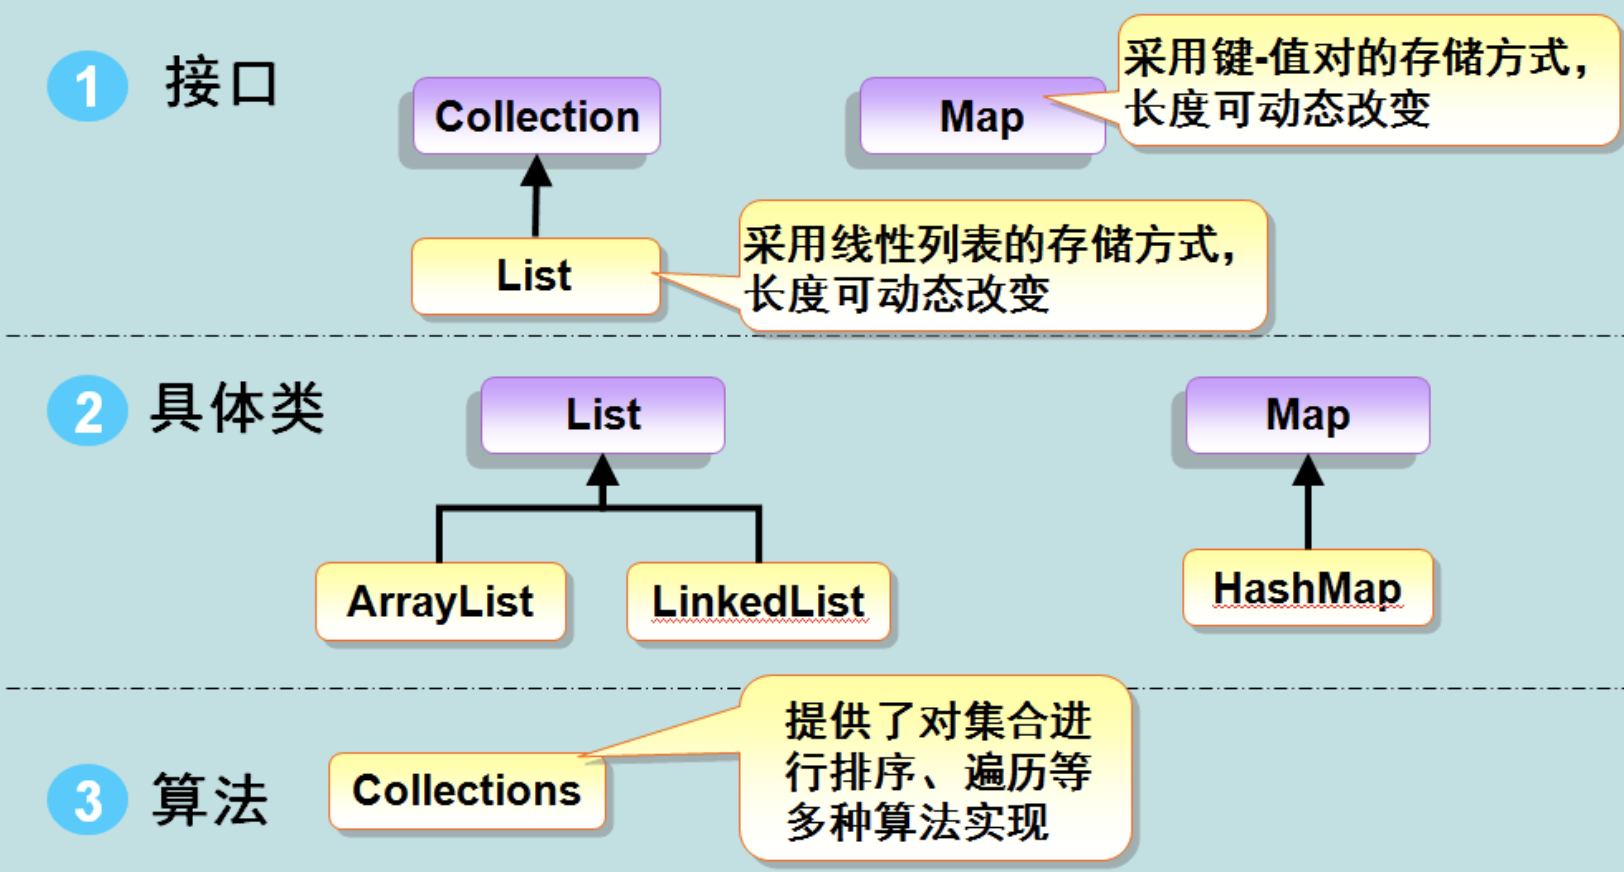 1 接口
Collection
Map
采用键-值对的存储方式，
长度可动态改变
List
采用线性列表的存储方式，
长度可动态改变
2 具体类
List
Map
ArrayList
LinkedList
HashMap
3 算法
Collections
提供了对集合进
行排序、遍历等
多种算法实现